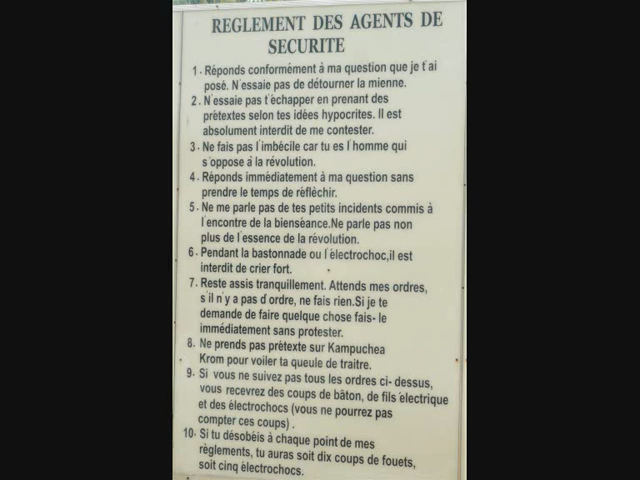 REGLEMENT DES AGENTS DE
SECURITE
1. Réponds conformément à ma question que je t'ai
posé. N'essaie pas de détourner la mienne.
2. N'essaie pas t'échapper en prenant des
prétextes selon tes idées hypocrites. Il est
absolument interdit de me contester.
3. Ne fais pas l'imbécile car tu es l'homme qui
s'oppose à la révolution.
4. Réponds immédiatement à ma question sans
prendre le temps de réfléchir.
5. Ne me parle pas de tes petits incidents commis à
l'encontre de la bienséance.Ne parle pas non
plus de l'essence de la révolution.
6. Pendant la bastonnade ou l'électrochoc,il est
interdit de crier fort.
7. Reste assis tranquillement. Attends mes ordres,
s'il n'y a pas d'ordre, ne fais rien.Si je te
demande de faire quelque chose fais- le
immédiatement sans protester.
8. Ne prends pas prétexte sur Kampuchea
Krom pour voiler ta queule de traitre.
9. Si vous ne suivez pas tous les ordres ci- dessus,
vous recevrez des coups de bâton, de fils électrique
et des électrochocs (vous ne pourrez pas
compter ces coups) .
10. Si tu désobéis à chaque point de mes
règlements, tu auras soit dix coups de fouets,
soit cinq électrochocs.